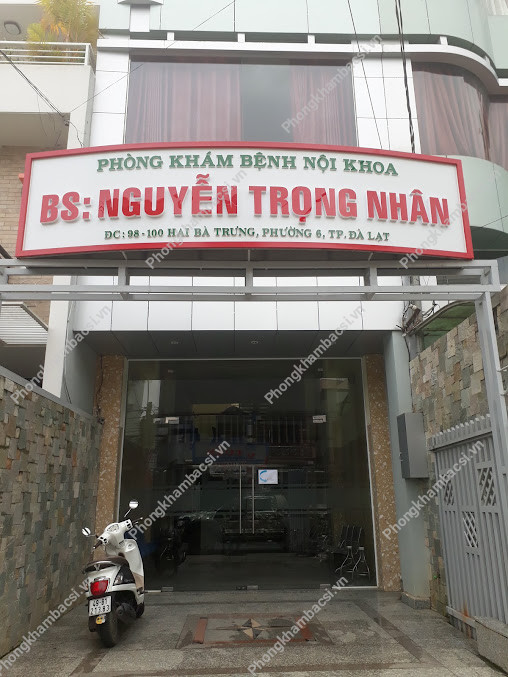 PHÒNG KHÁM BỆNH NỘI KHOA
BS: NGUYỄN TRỌNG NHÂN
ĐC: 98 - 100 HAI BÀ TRƯNG, PHƯỜNG 6, TP. ĐÀ LẠT
Phongkhambacsi.vn